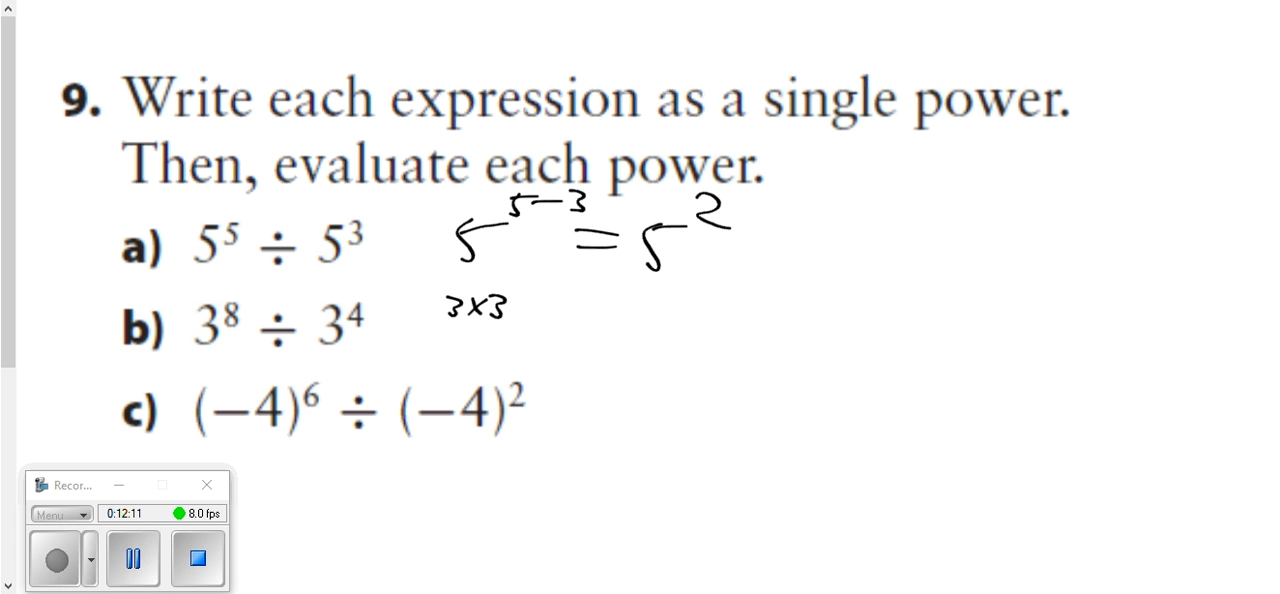 9. Write each expression as a single power.
Then, evaluate each power.
a) 5⁵ ÷ 5³ 5⁵⁻³ = 5²
b) 3⁸ ÷ 3⁴ 3×3
c) (−4)⁶ ÷ (−4)²
Recor...
Menu 0:12:11 8.0 fps